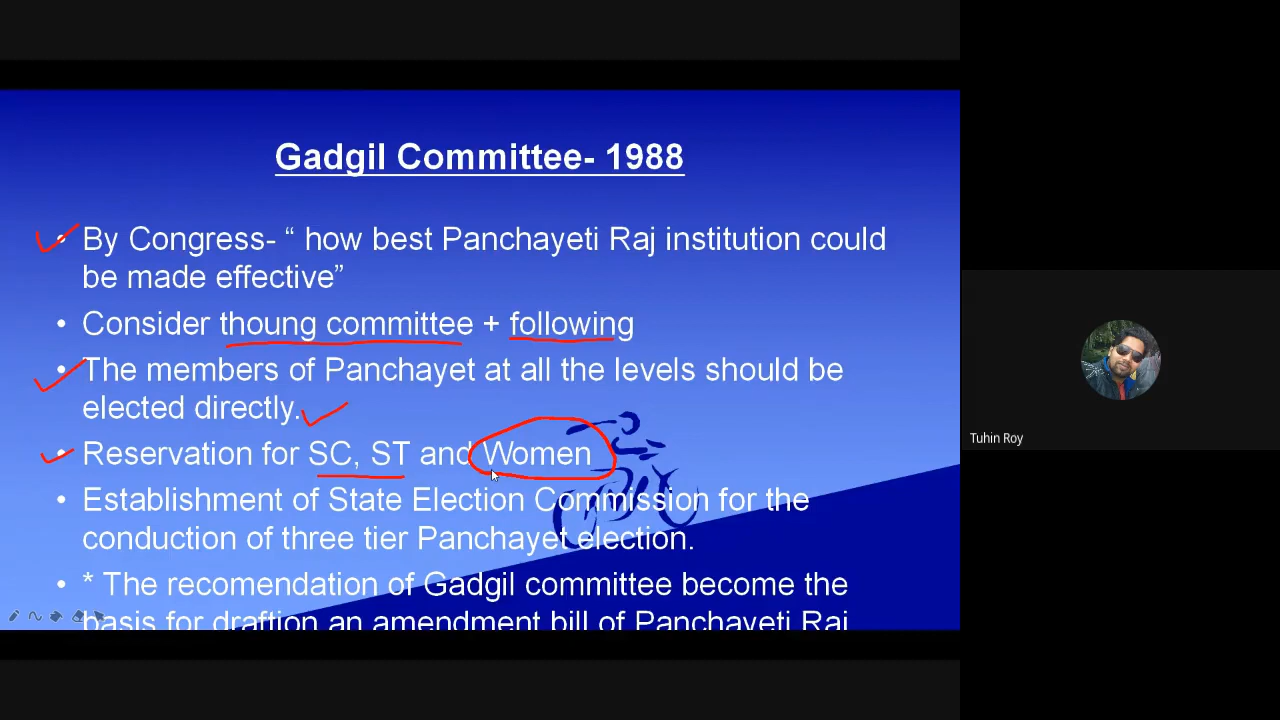 Gadgil Committee- 1988
• By Congress- “ how best Panchayeti Raj institution could
be made effective”
• Consider thoung committee + following
• The members of Panchayet at all the levels should be
elected directly.
• Reservation for SC, ST and Women
• Establishment of State Election Commission for the
conduction of three tier Panchayet election.
• * The recomendation of Gadgil committee become the
basis for draftion an amendment bill of Panchayeti Raj
Tuhin Roy